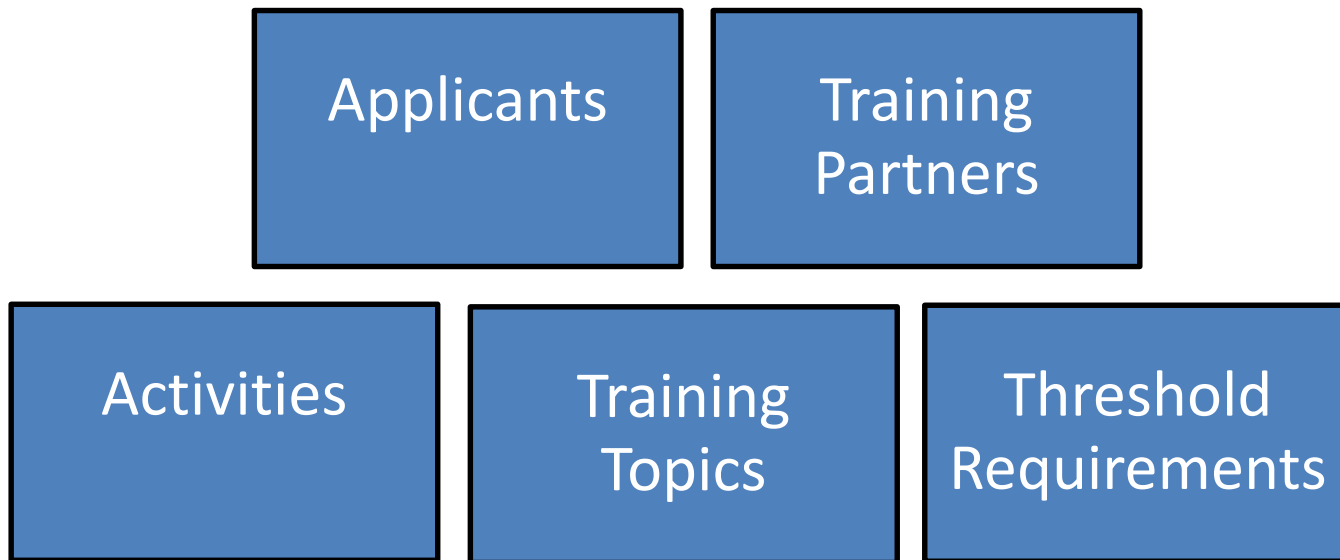 Applicants
Training
Partners
Activities
Training
Topics
Threshold
Requirements